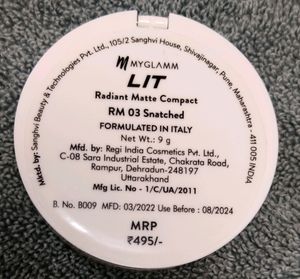 Mktd. by: Sanghvi Beauty & Technologies Pvt. Ltd., 105/2 Sanghvi House, Shivajinagar, Pune, Maharashtra - 411 005 INDIA
MYGLAMM
LIT
Radiant Matte Compact
RM 03 Snatched
FORMULATED IN ITALY
Net Wt.: 9 g
Mfd. by: Regi India Cosmetics Pvt. Ltd.,
C-08 Sara Industrial Estate, Chakrata Road,
Rampur, Dehradun-248197
Uttarakhand
Mfg Lic. No - 1/C/UA/2011
B. No. B009 MFD: 03/2022 Use Before : 08/2024
MRP
₹495/-